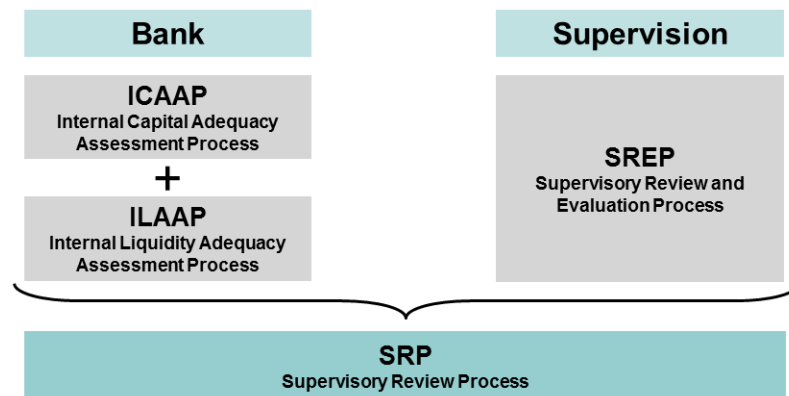 Bank
Supervision
ICAAP
Internal Capital Adequacy
Assessment Process
+
ILAAP
Internal Liquidity Adequacy
Assessment Process
SREP
Supervisory Review and
Evaluation Process
SRP
Supervisory Review Process